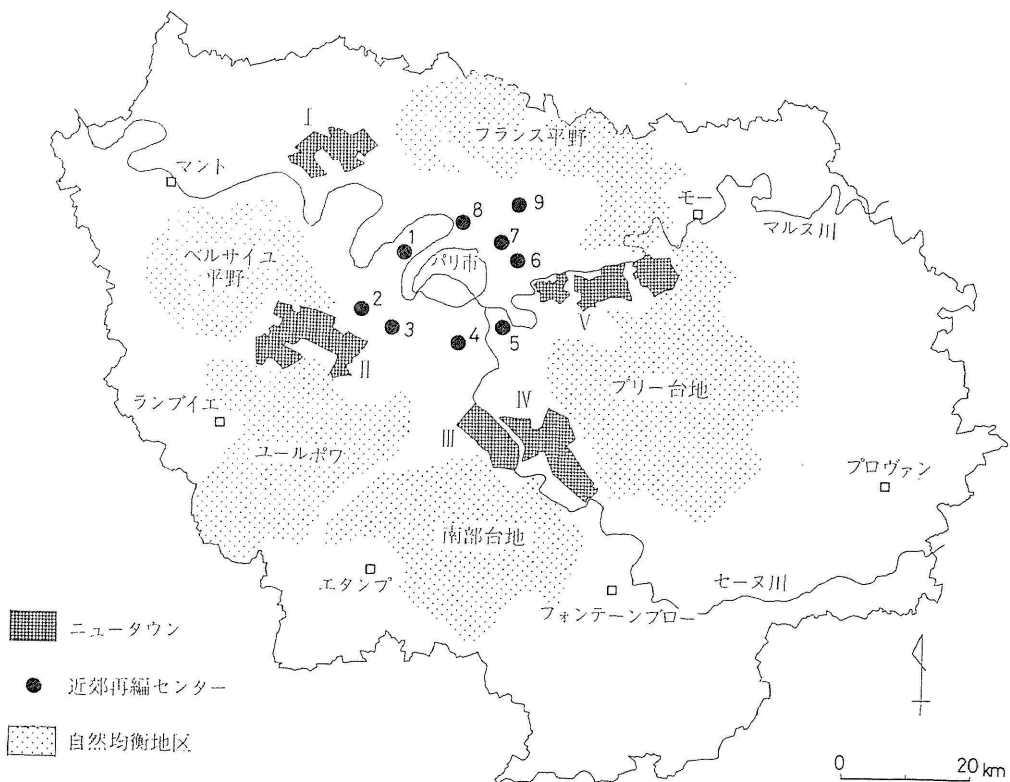 I
フランス平野
マント
モー
マルヌ川
9
8
7
1
6
パリ市
ベルサイユ
平野
2
3
4
5
V
II
ブリー台地
ランブイエ
IV
III
ユールポワ
プロヴァン
南部台地
エタンプ
セーヌ川
フォンテーンブロー
ニュータウン
近郊再編センター
自然均衡地区
0 20 km